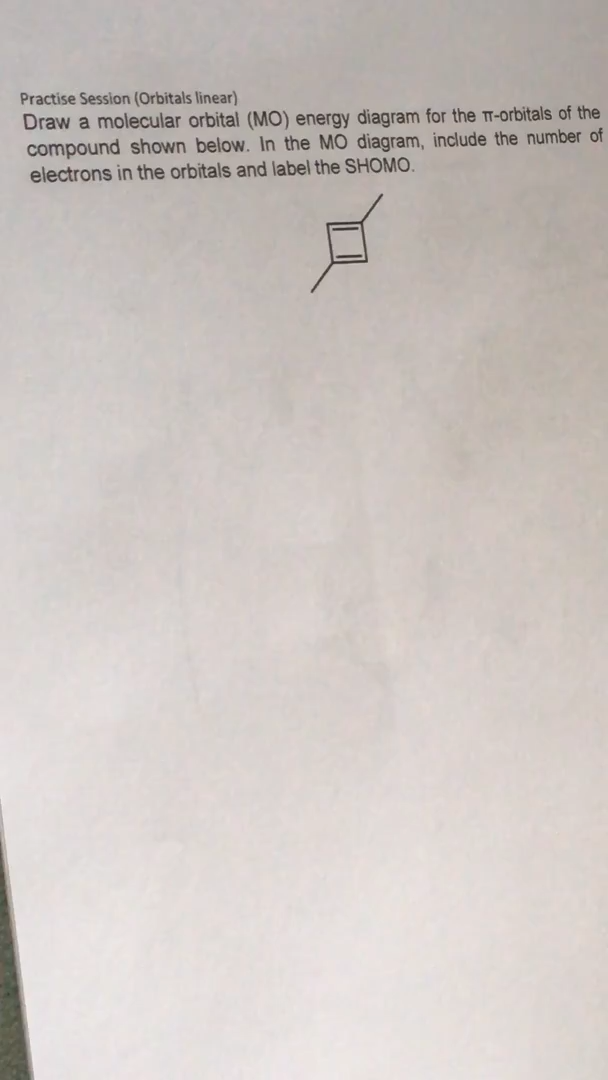 Practise Session (Orbitals linear)
Draw a molecular orbital (MO) energy diagram for the π-orbitals of the
compound shown below. In the MO diagram, include the number of
electrons in the orbitals and label the SHOMO.